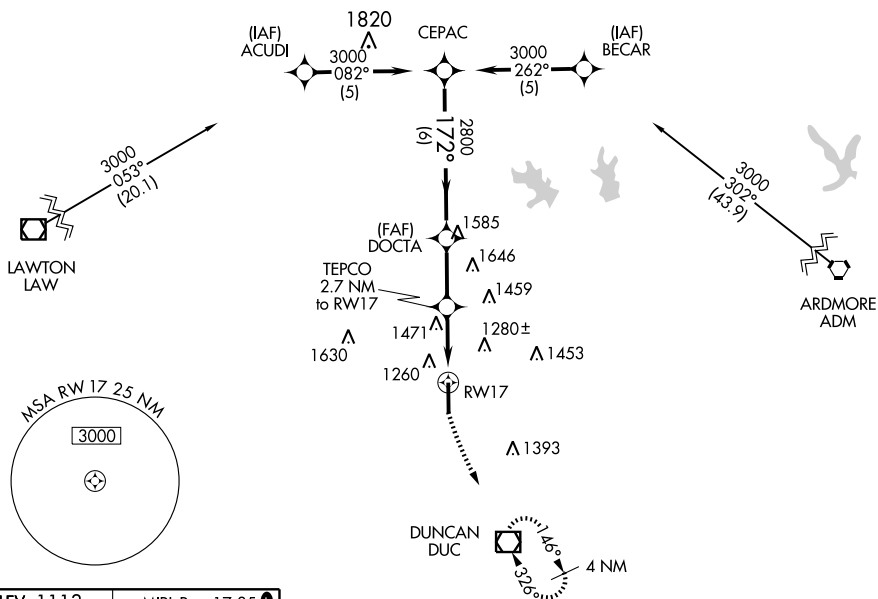 1820
(IAF)
ACUDI
CEPAC
(IAF)
BECAR
3000
082°
(5)
3000
262°
(5)
2800
172°
(6)
3000
053°
(20.1)
3000
302°
(43.9)
LAWTON
LAW
ARDMORE
ADM
(FAF)
DOCTA
1585
1646
TEPCO
2.7 NM
to RW17
1459
1471
1280±
1630
1453
1260
RW17
MSA RW 17 25 NM
3000
1393
DUNCAN
DUC
146°
326°
4 NM